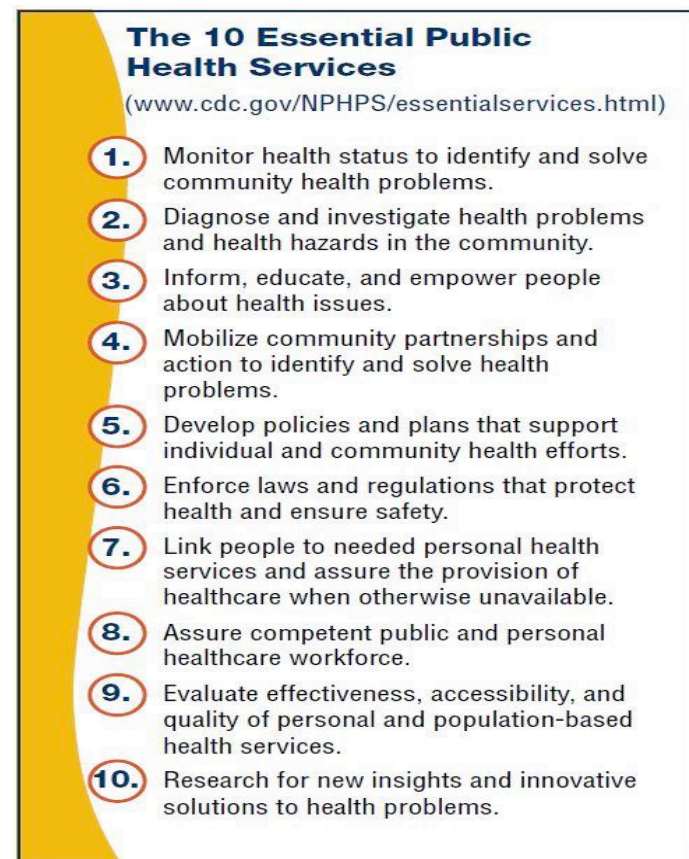 The 10 Essential Public
Health Services
(www.cdc.gov/NPHPS/essentialservices.html)
1. Monitor health status to identify and solve
community health problems.
2. Diagnose and investigate health problems
and health hazards in the community.
3. Inform, educate, and empower people
about health issues.
4. Mobilize community partnerships and
action to identify and solve health
problems.
5. Develop policies and plans that support
individual and community health efforts.
6. Enforce laws and regulations that protect
health and ensure safety.
7. Link people to needed personal health
services and assure the provision of
healthcare when otherwise unavailable.
8. Assure competent public and personal
healthcare workforce.
9. Evaluate effectiveness, accessibility, and
quality of personal and population-based
health services.
10. Research for new insights and innovative
solutions to health problems.